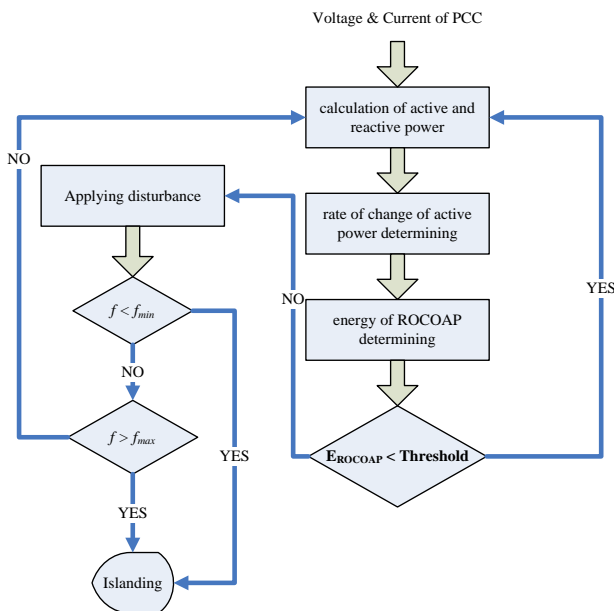 Voltage & Current of PCC
calculation of active and
reactive power
NO
Applying disturbance
rate of change of active
power determining
YES
NO
f < fmin
energy of ROCOAP
determining
NO
f > fmax
YES
EROCOAP < Threshold
YES
Islanding